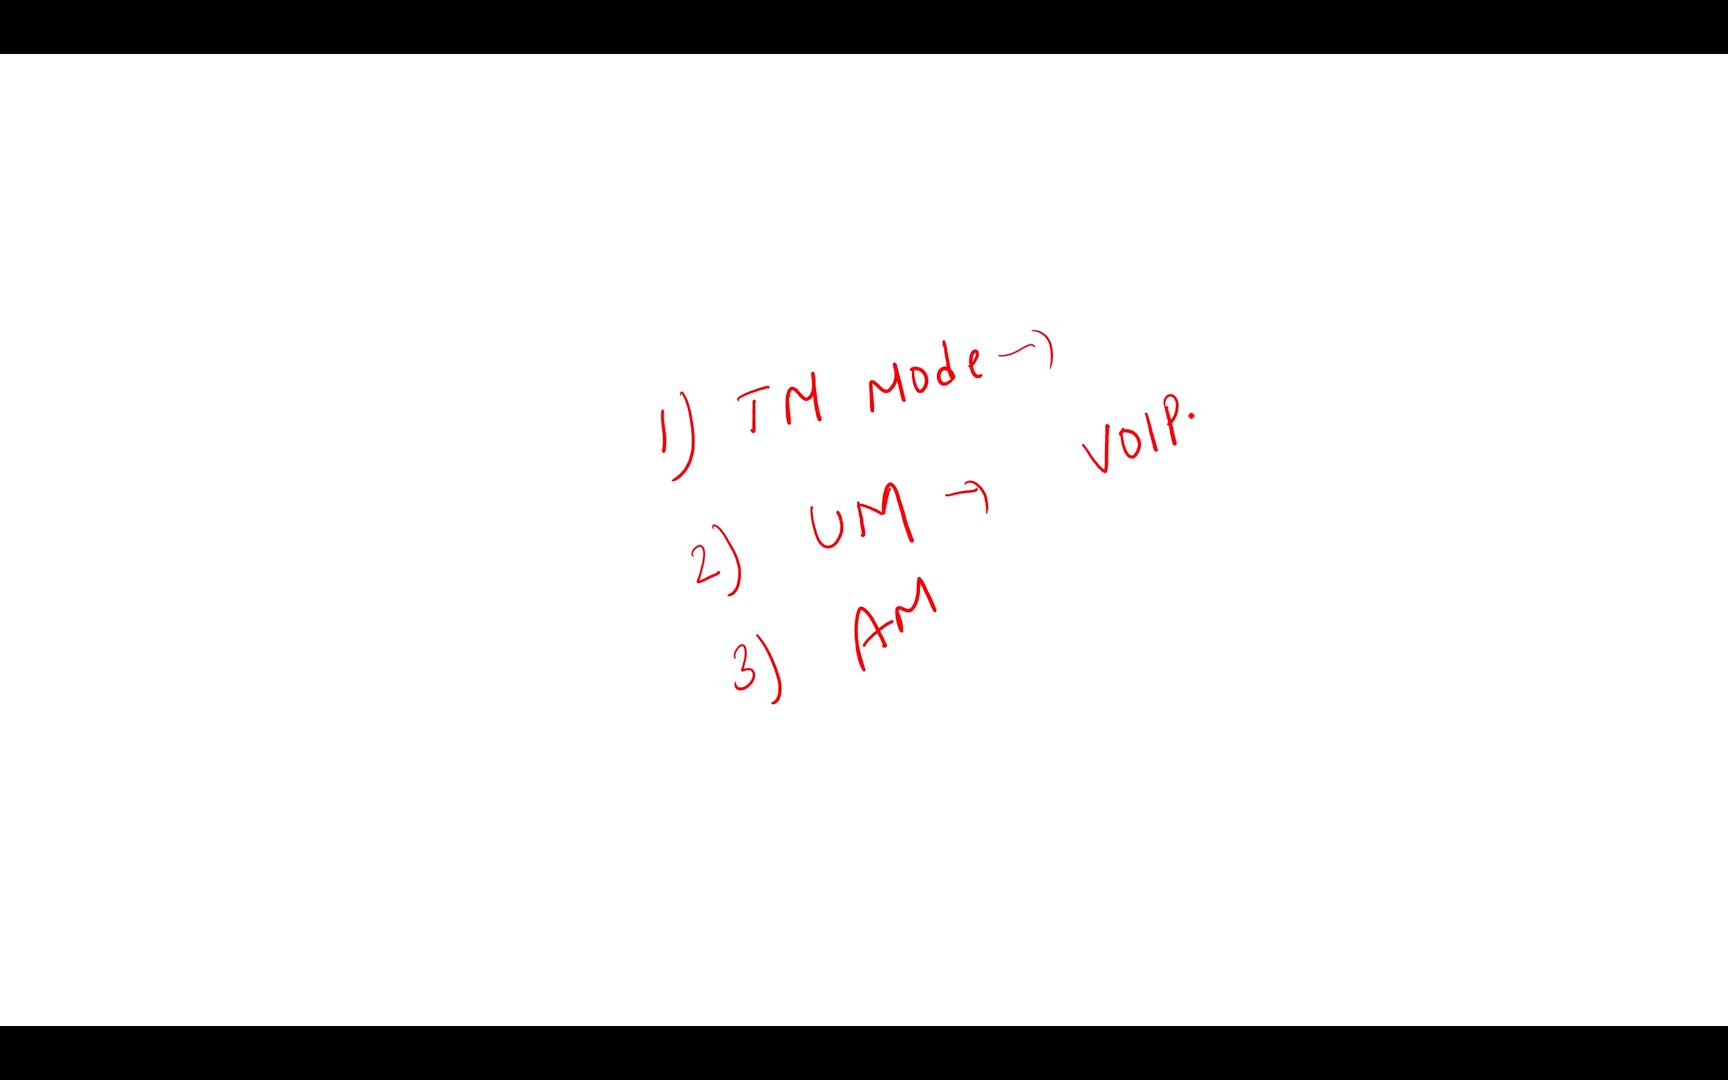 1) TM Mode →
VOIP.
2) UM →
3) AM